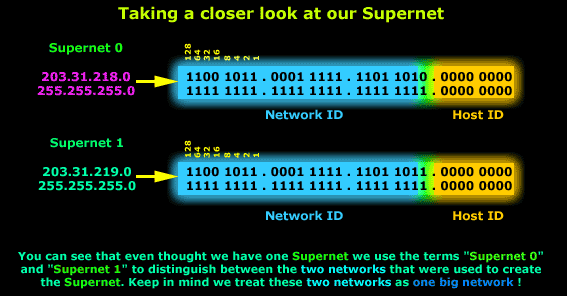 Taking a closer look at our Supernet
Supernet 0
128 64 32 16 8 4 2 1
203.31.218.0 1100 1011 . 0001 1111 . 1101 1010 . 0000 0000
255.255.255.0 1111 1111 . 1111 1111 . 1111 1111 . 0000 0000
Network ID Host ID
Supernet 1
128 64 32 16 8 4 2 1
203.31.219.0 1100 1011 . 0001 1111 . 1101 1011 . 0000 0000
255.255.255.0 1111 1111 . 1111 1111 . 1111 1111 . 0000 0000
Network ID Host ID
You can see that even thought we have one Supernet we use the terms "Supernet 0"
and "Supernet 1" to distinguish between the two networks that were used to create
the Supernet. Keep in mind we treat these two networks as one big network !